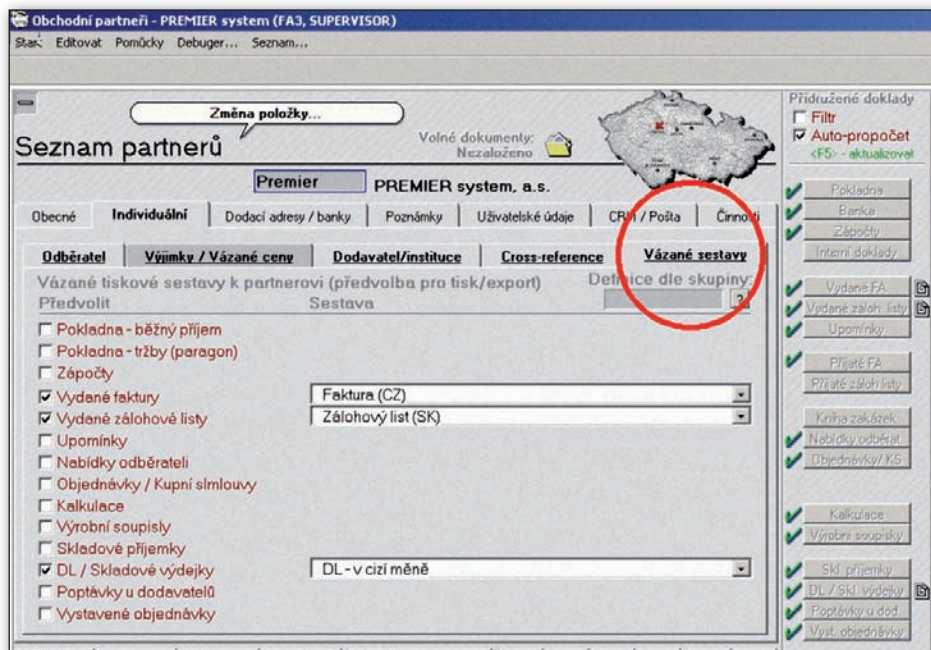 Obchodní partneři - PREMIER system (FA3, SUPERVISOR)
Start Editovat Pomůcky Debuger... Seznam...
Změna položky...
Seznam partnerů
Volné dokumenty:
Nezaloženo
Premier PREMIER system, a.s.
Obecné Individuální Dodací adresy / banky Poznámky Uživatelské údaje CRM / Pošta Činnosti
Odběratel Výjimky / Vázané ceny Dodavatel/instituce Cross-reference Vázané sestavy
Vázané tiskové sestavy k partnerovi (předvolba pro tisk/export) Definice dle skupiny:
Předvolit Sestava ?
Pokladna - běžný příjem
Pokladna - tržby (paragon)
Zápočty
Vydané faktury Faktura (CZ)
Vydané zálohové listy Zálohový list (SK)
Upomínky
Nabídky odběrateli
Objednávky / Kupní slmlouvy
Kalkulace
Výrobní soupisly
Skladové příjemky
DL / Skladové výdejky DL - v cizí měně
Poptávky u dodavatelů
Vystavené objednávky
Přidružené doklady
Filtr
Auto-propočet
<F5> - aktualizovat
Pokladna
Banka
Zápočty
Interní doklady
Vydané FA
Vydané záloh. listy
Upomínky
Přijaté FA
Přijaté záloh listy
Kniha zakázek
Nabídky odběrat.
Objednávky/ KS
Kalkulace
Výrobní soupisky
Skl. příjemky
DL / Skl. výdejky
Poptávky u dod.
Vyst. objednávky